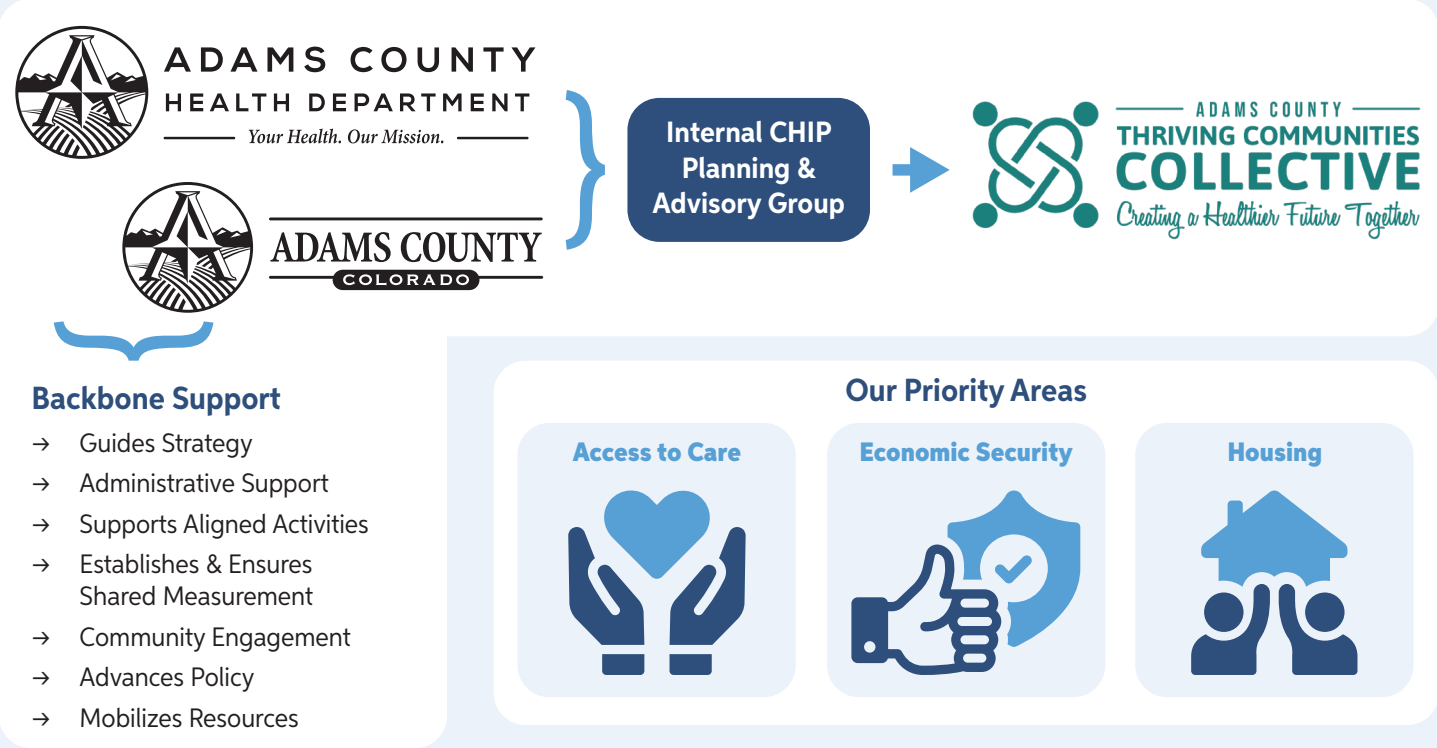 ADAMS COUNTY
HEALTH DEPARTMENT
Your Health. Our Mission.
ADAMS COUNTY
COLORADO
Internal CHIP
Planning &
Advisory Group
ADAMS COUNTY
THRIVING COMMUNITIES
COLLECTIVE
Creating a Healthier Future Together
Backbone Support
→ Guides Strategy
→ Administrative Support
→ Supports Aligned Activities
→ Establishes & Ensures
Shared Measurement
→ Community Engagement
→ Advances Policy
→ Mobilizes Resources
Our Priority Areas
Access to Care
Economic Security
Housing